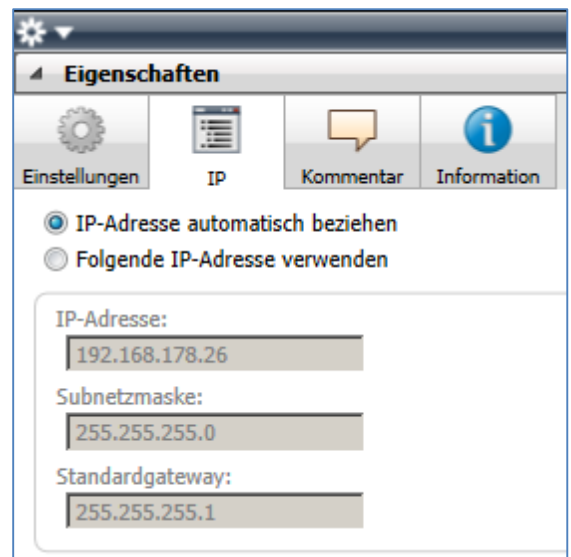 Eigenschaften
Einstellungen IP Kommentar Information
IP-Adresse automatisch beziehen
Folgende IP-Adresse verwenden
IP-Adresse:
192.168.178.26
Subnetzmaske:
255.255.255.0
Standardgateway:
255.255.255.1